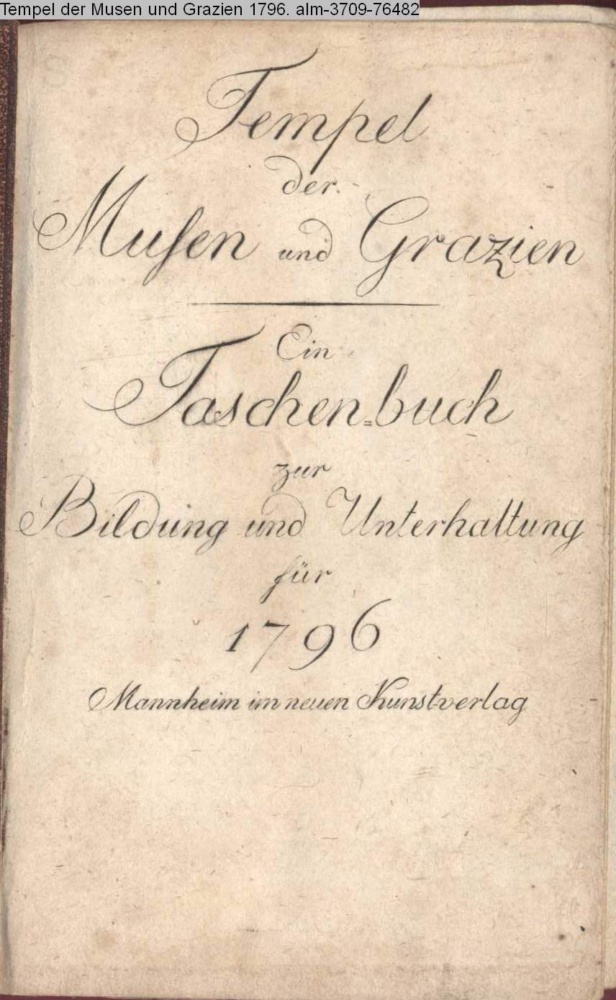 Tempel der Musen und Grazien 1796. alm-3709-76482
Tempel
der
Muſen und Grazien
Ein
Taschen=buch
zur
Bildung und Unterhaltung
für
1796
Mannheim im neuen Kunstverlag